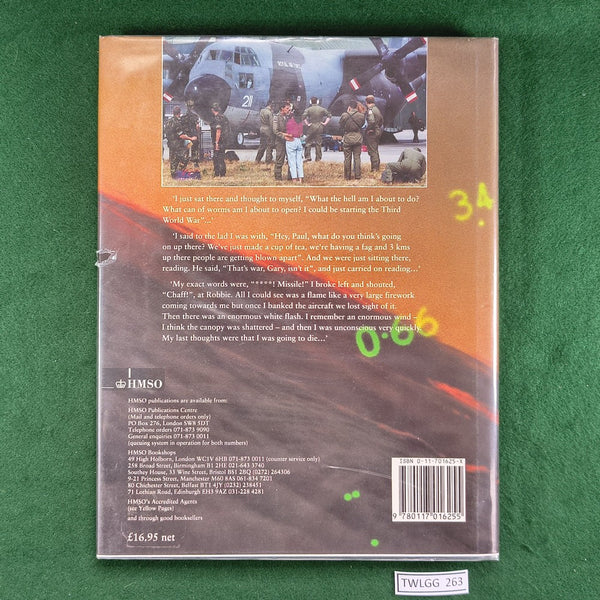 21
'I just sat there and thought to myself, "What the hell am I about to do?
What can of worms am I about to open? I could be starting the Third
World War"...'
'I said to the lad I was with, "Hey, Paul, what do you think's going
on up there? We've just made a cup of tea, we're having a fag and 3 kms
up there people are getting blown apart". And we were just sitting there,
reading. He said, "That's war, Gary, isn't it", and just carried on reading...'
'My exact words were, "****! Missile!" I broke left and shouted,
"Chaff!", at Robbie. All I could see was a flame like a very large firework
coming towards me but once I banked the aircraft we lost sight of it.
Then there was an enormous white flash. I remember an enormous wind –
I think the canopy was shattered – and then I was unconscious very quickly.
My last thoughts were that I was going to die...'
3.4
0.66
HMSO
HMSO publications are available from:
HMSO Publications Centre
(Mail and telephone orders only)
PO Box 276, London SW8 5DT
Telephone orders 071-873 9090
General enquiries 071-873 0011
(queuing system in operation for both numbers)
HMSO Bookshops
49 High Holborn, London WC1V 6HB 071-873 0011 (counter service only)
258 Broad Street, Birmingham B1 2HE 021-643 3740
Southey House, 33 Wine Street, Bristol BS1 2BQ (0272) 264306
9-21 Princess Street, Manchester M60 8AS 061-834 7201
80 Chichester Street, Belfast BT1 4JY (0232) 238451
71 Lothian Road, Edinburgh EH3 9AZ 031-228 4181
HMSO's Accredited Agents
(see Yellow Pages)
and through good booksellers
£16.95 net
ISBN 0-11-701625-X
9 780117 016255
TWLGG 263